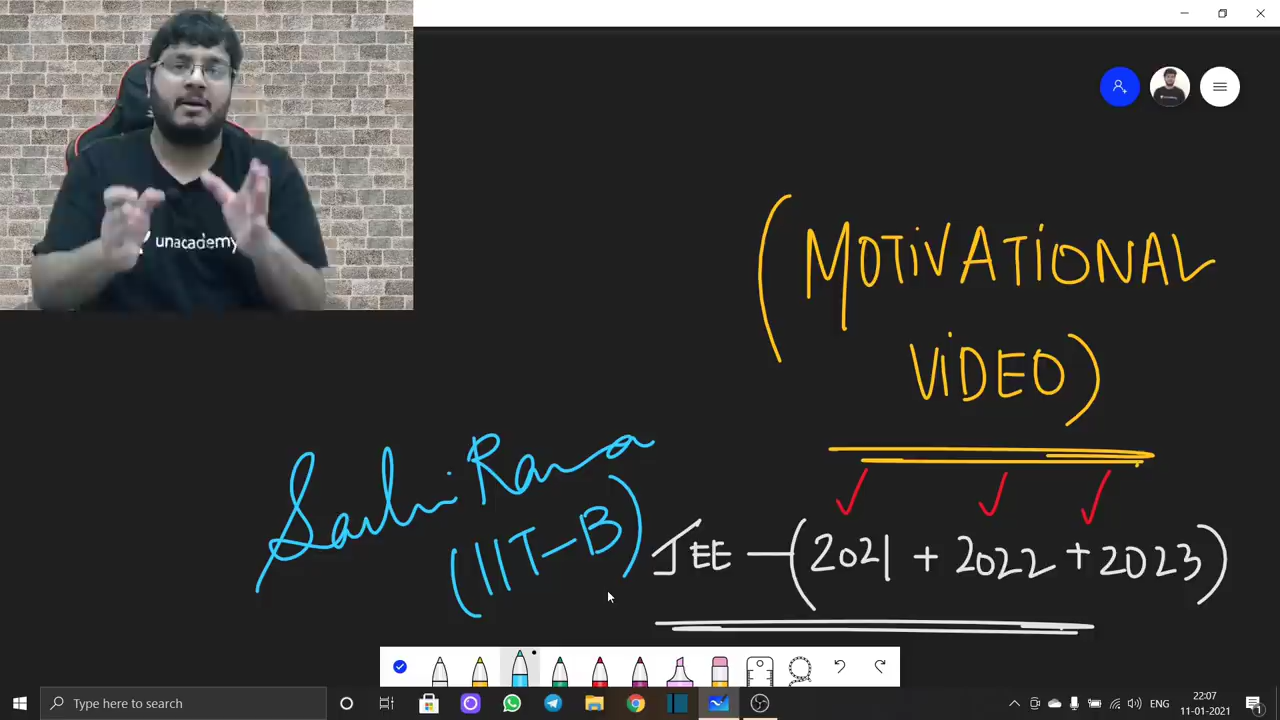 unacademy
(MOTIVATIONAL
VIDEO)
Rana
(IIT-B)
JEE — (2021 + 2022 + 2023)
Type here to search
ENG
22:07
11-01-2021
1